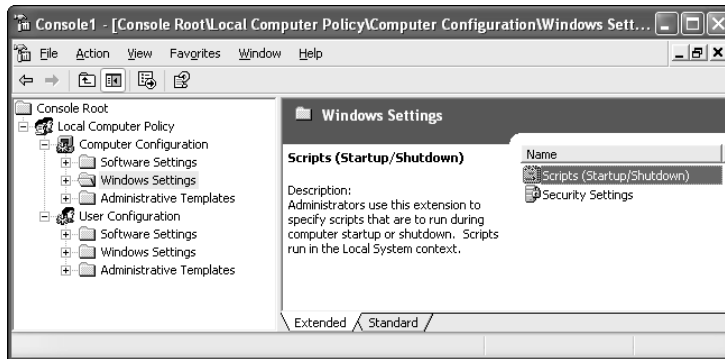 Console1 - [Console Root\Local Computer Policy\Computer Configuration\Windows Sett...
File Action View Favorites Window Help
Console Root
Local Computer Policy
Computer Configuration
Software Settings
Windows Settings
Administrative Templates
User Configuration
Software Settings
Windows Settings
Administrative Templates
Windows Settings
Scripts (Startup/Shutdown)
Description:
Administrators use this extension to
specify scripts that are to run during
computer startup or shutdown. Scripts
run in the Local System context.
Name
Scripts (Startup/Shutdown)
Security Settings
Extended Standard